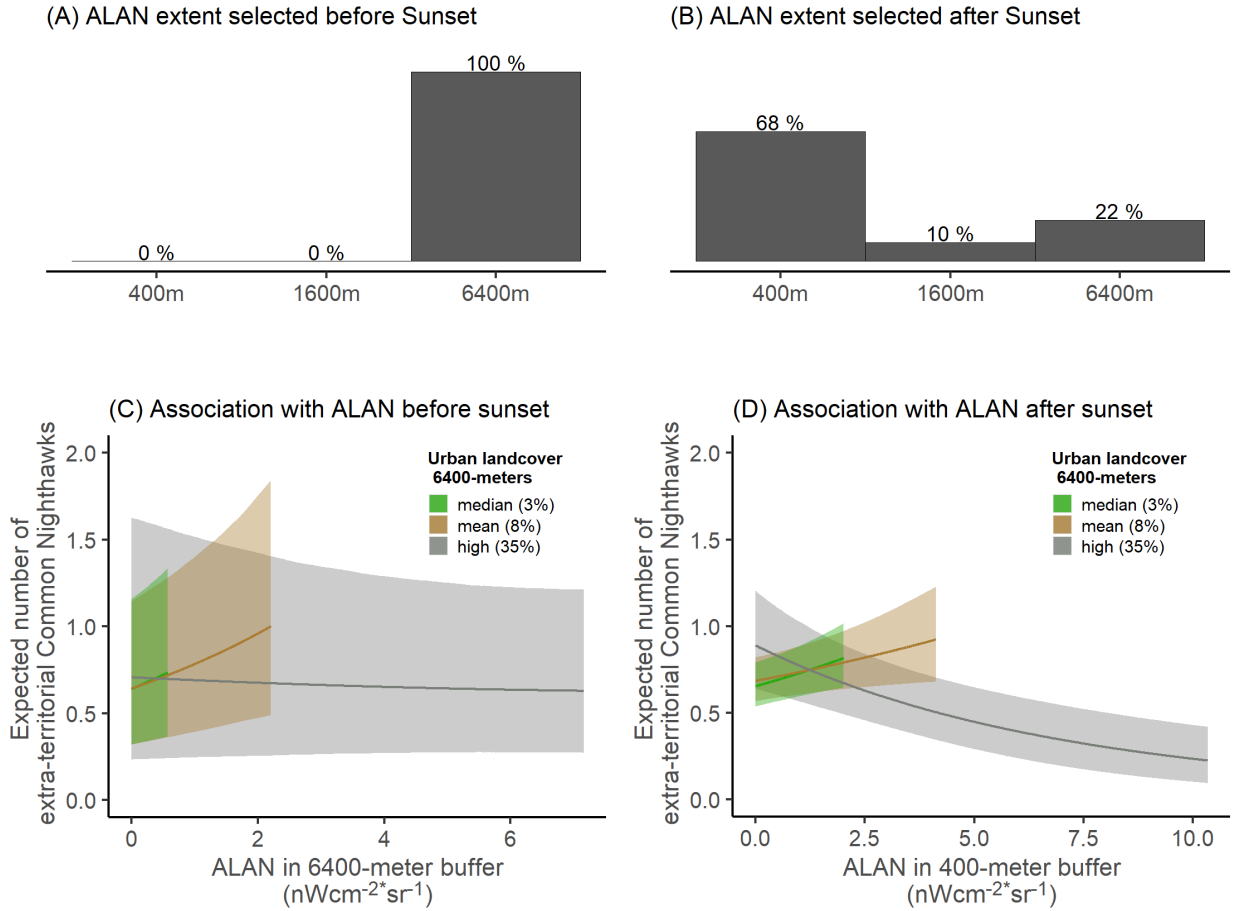 (A) ALAN extent selected before Sunset
0 %
0 %
100 %
400m
1600m
6400m
(B) ALAN extent selected after Sunset
68 %
10 %
22 %
400m
1600m
6400m
(C) Association with ALAN before sunset
Expected number of
extra-territorial Common Nighthawks
2.0
1.5
1.0
0.5
0.0
Urban landcover
6400-meters
median (3%)
mean (8%)
high (35%)
0
2
4
6
ALAN in 6400-meter buffer
(nWcm⁻²*sr⁻¹)
(D) Association with ALAN after sunset
Expected number of
extra-territorial Common Nighthawks
2.0
1.5
1.0
0.5
0.0
Urban landcover
6400-meters
median (3%)
mean (8%)
high (35%)
0.0
2.5
5.0
7.5
10.0
ALAN in 400-meter buffer
(nWcm⁻²*sr⁻¹)